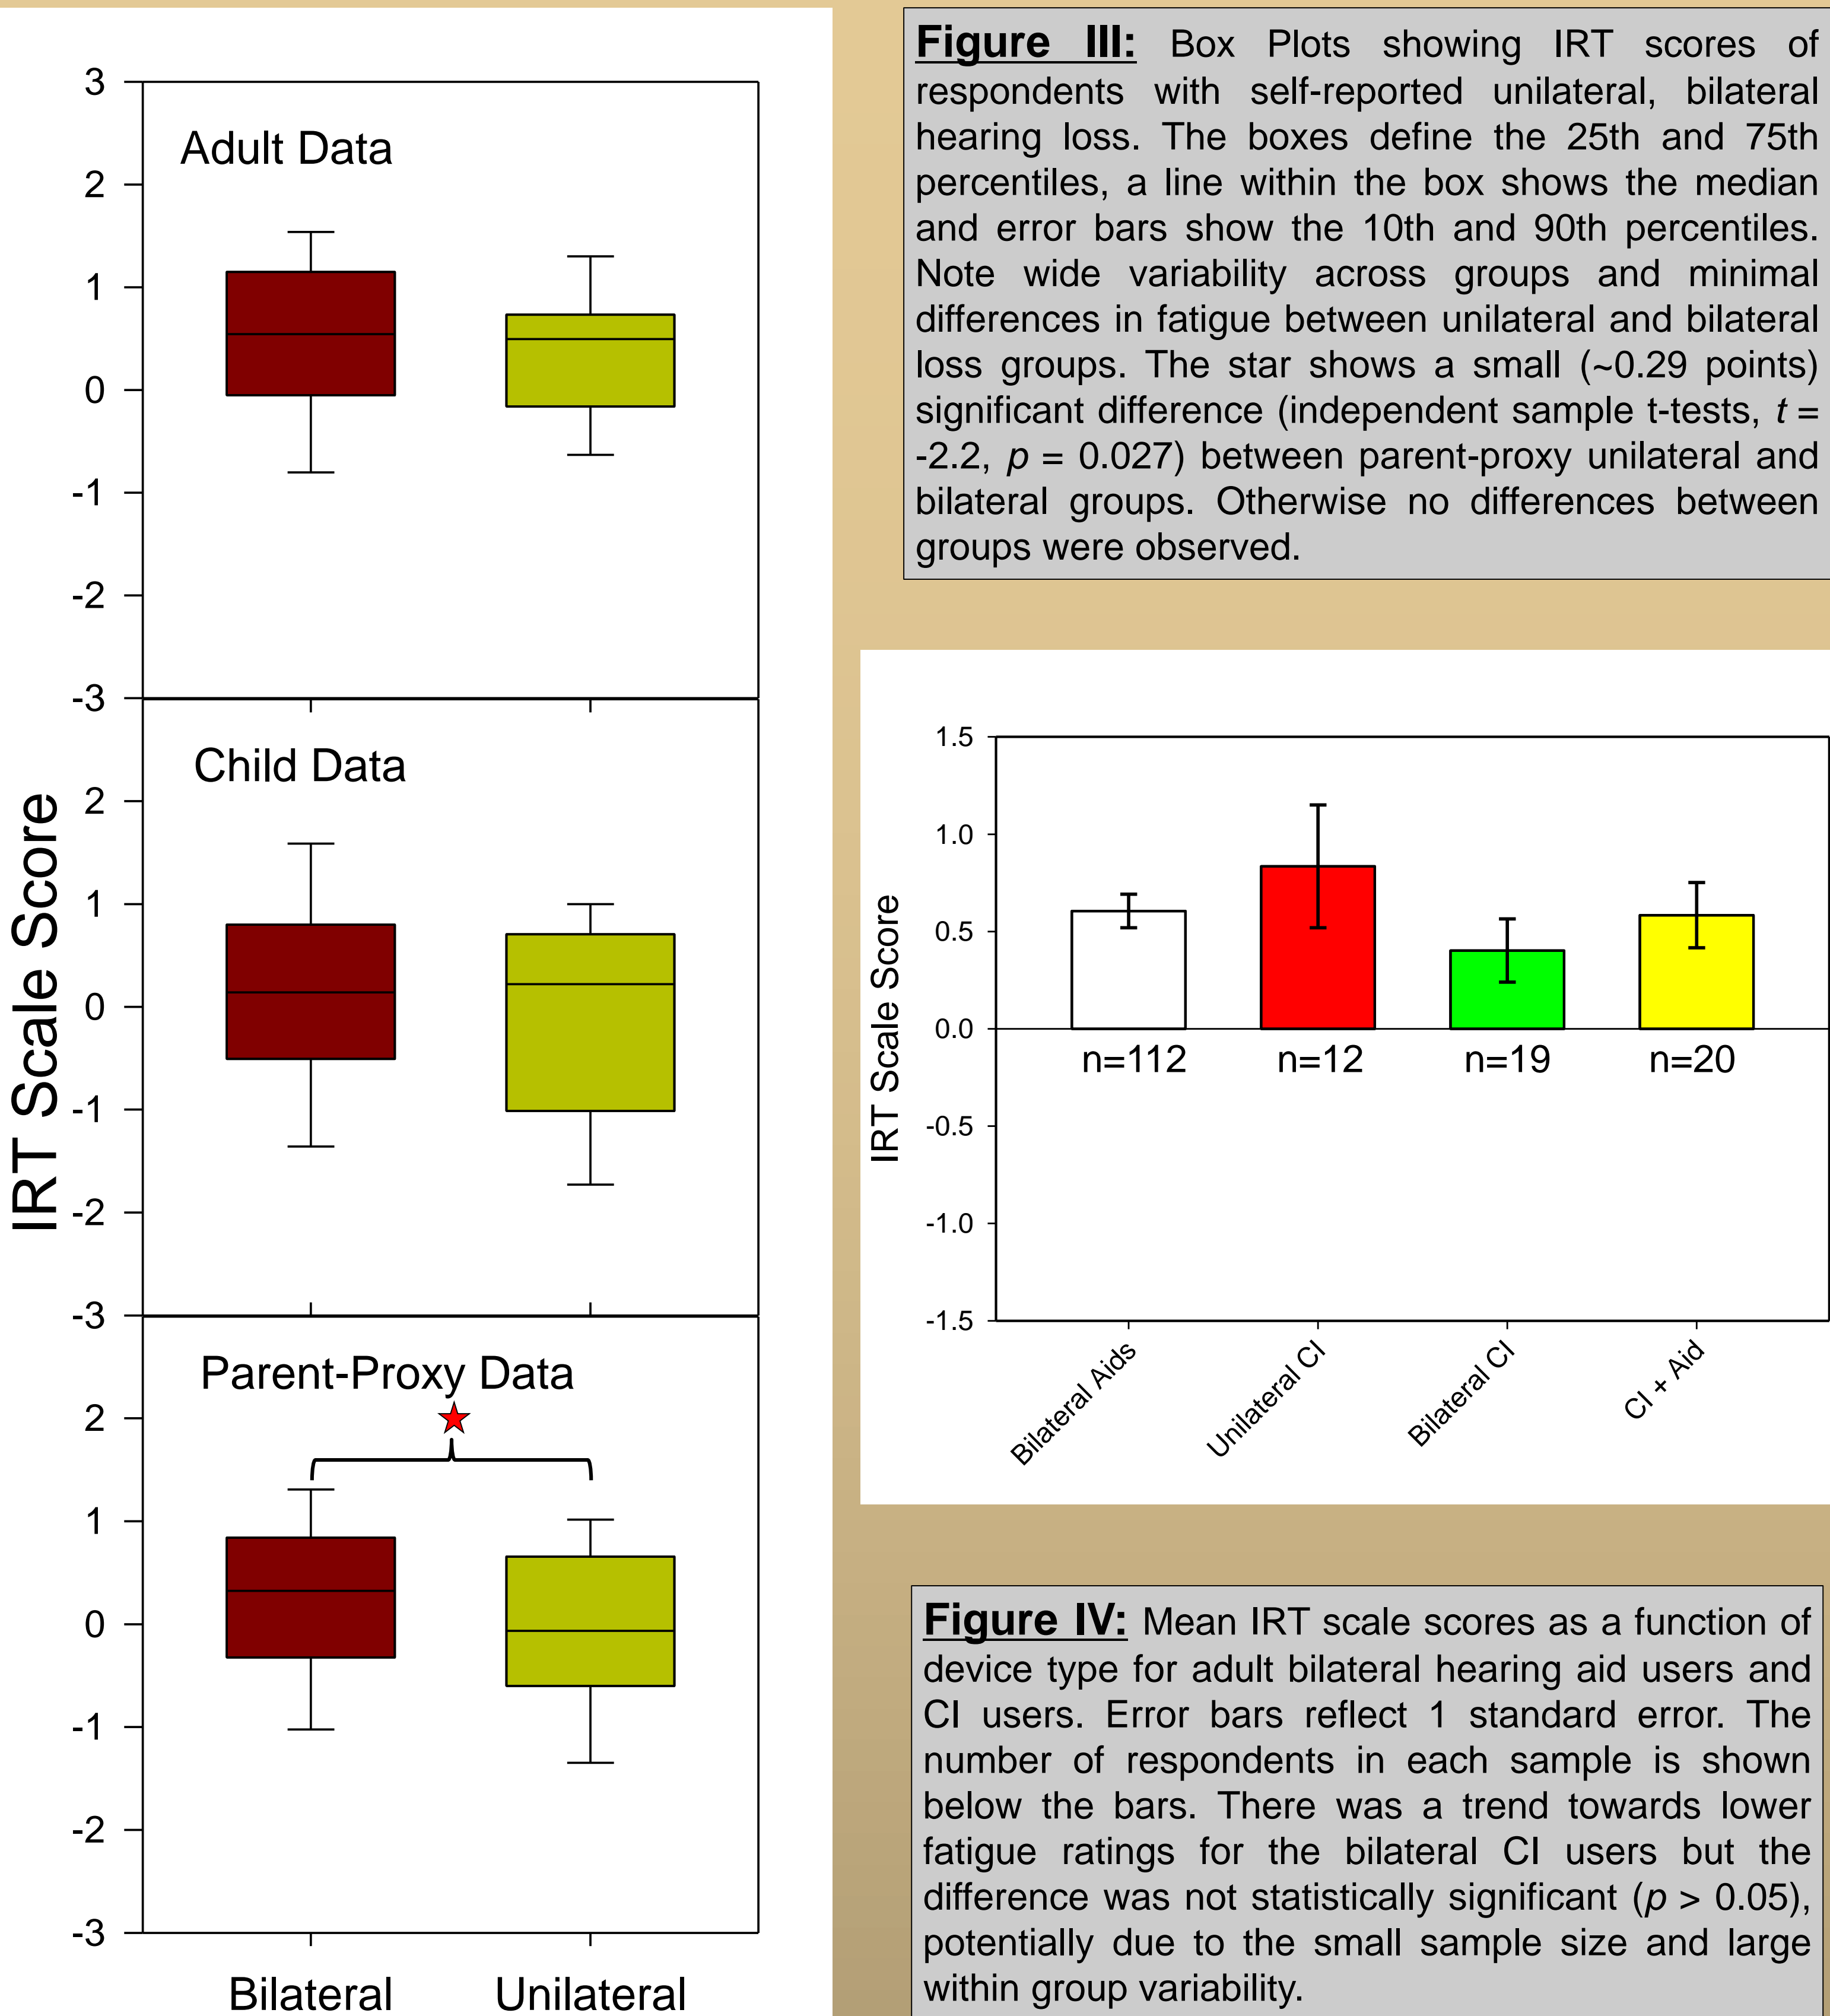 3
Adult Data
2
1
0
-1
-2
-3
Child Data
2
1
0
-1
-2
-3
Parent-Proxy Data
2
1
0
-1
-2
-3
IRT Scale Score
Bilateral
Unilateral
Figure III: Box Plots showing IRT scores of
respondents with self-reported unilateral, bilateral
hearing loss. The boxes define the 25th and 75th
percentiles, a line within the box shows the median
and error bars show the 10th and 90th percentiles.
Note wide variability across groups and minimal
differences in fatigue between unilateral and bilateral
loss groups. The star shows a small (~0.29 points)
significant difference (independent sample t-tests, t =
-2.2, p = 0.027) between parent-proxy unilateral and
bilateral groups. Otherwise no differences between
groups were observed.
1.5
1.0
0.5
0.0
-0.5
-1.0
-1.5
IRT Scale Score
n=112
n=12
n=19
n=20
Bilateral Aids
Unilateral CI
Bilateral CI
CI + Aid
Figure IV: Mean IRT scale scores as a function of
device type for adult bilateral hearing aid users and
CI users. Error bars reflect 1 standard error. The
number of respondents in each sample is shown
below the bars. There was a trend towards lower
fatigue ratings for the bilateral CI users but the
difference was not statistically significant (p > 0.05),
potentially due to the small sample size and large
within group variability.